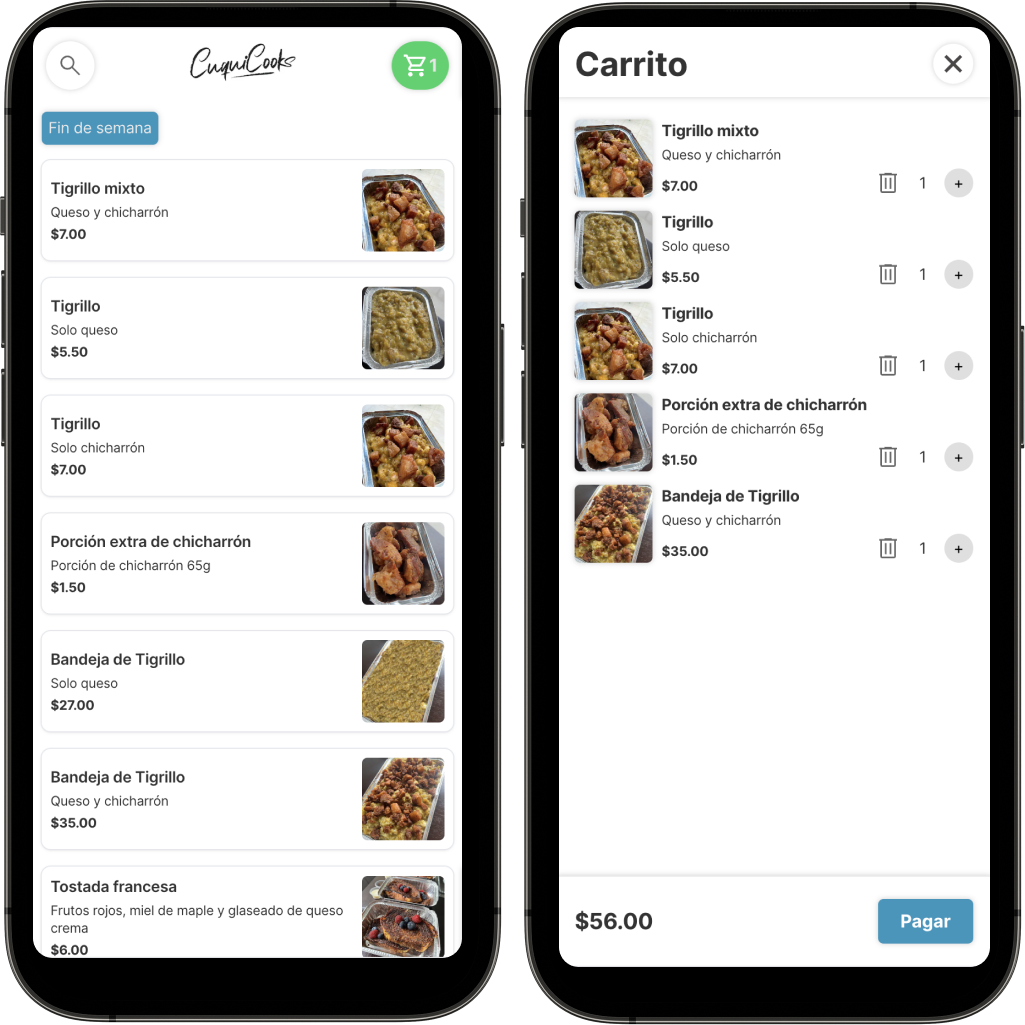 CuquiCooks
1
Fin de semana
Tigrillo mixto
Queso y chicharrón
$7.00
Tigrillo
Solo queso
$5.50
Tigrillo
Solo chicharrón
$7.00
Porción extra de chicharrón
Porción de chicharrón 65g
$1.50
Bandeja de Tigrillo
Solo queso
$27.00
Bandeja de Tigrillo
Queso y chicharrón
$35.00
Tostada francesa
Frutos rojos, miel de maple y glaseado de queso
crema
$6.00
Carrito
Tigrillo mixto
Queso y chicharrón
$7.00
1 +
Tigrillo
Solo queso
$5.50
1 +
Tigrillo
Solo chicharrón
$7.00
1 +
Porción extra de chicharrón
Porción de chicharrón 65g
$1.50
1 +
Bandeja de Tigrillo
Queso y chicharrón
$35.00
1 +
$56.00
Pagar